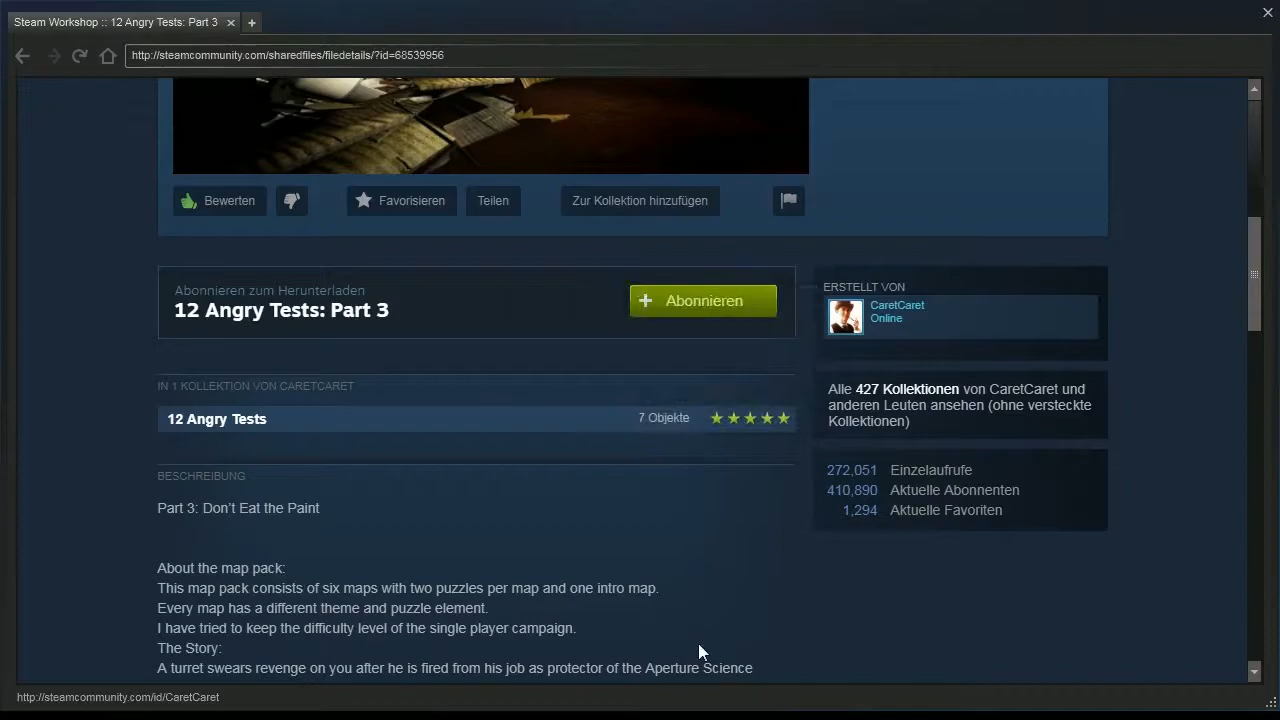 Steam Workshop :: 12 Angry Tests: Part 3
http://steamcommunity.com/sharedfiles/filedetails/?id=68539956
Bewerten
Favorisieren
Teilen
Zur Kollektion hinzufügen
Abonnieren zum Herunterladen
12 Angry Tests: Part 3
Abonnieren
IN 1 KOLLEKTION VON CARETCARET
12 Angry Tests
7 Objekte
BESCHREIBUNG
Part 3: Don't Eat the Paint
About the map pack:
This map pack consists of six maps with two puzzles per map and one intro map.
Every map has a different theme and puzzle element.
I have tried to keep the difficulty level of the single player campaign.
The Story:
A turret swears revenge on you after he is fired from his job as protector of the Aperture Science
ERSTELLT VON
CaretCaret
Online
Alle 427 Kollektionen von CaretCaret und
anderen Leuten ansehen (ohne versteckte
Kollektionen)
272,051 Einzelaufrufe
410,890 Aktuelle Abonnenten
1,294 Aktuelle Favoriten
http://steamcommunity.com/id/CaretCaret